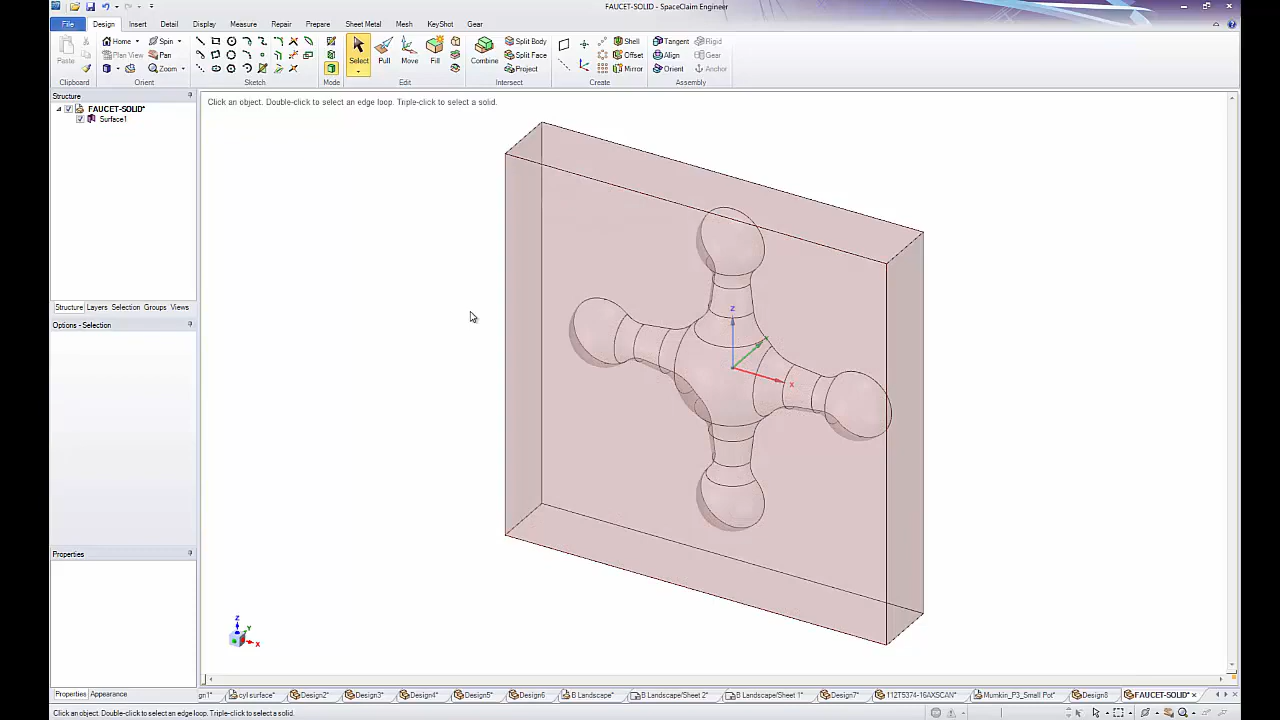 FAUCET-SOLID - SpaceClaim Engineer
File Design Insert Detail Display Measure Repair Prepare Sheet Metal Mesh KeyShot Gear
Paste
Home
Plan View
Spin
Pan
Zoom
Select
Pull
Move
Fill
Combine
Split Body
Split Face
Project
Shell
Offset
Mirror
Tangent
Align
Orient
Rigid
Gear
Anchor
Clipboard Orient Sketch Mode Edit Intersect Create Assembly
Structure
FAUCET-SOLID*
Surface1
Structure Layers Selection Groups Views
Options - Selection
Properties
Properties Appearance
Click an object. Double-click to select an edge loop. Triple-click to select a solid.
Z
X
Z
Y
X
gn1* cyl surface* Design2* Design3* Design4* Design5* Design6 B Landscape* B Landscape/Sheet 2* B Landscape/Sheet 1* Design7* 112T5374-16AXSCAN* Mumkin_P3_Small Pot* Design8 FAUCET-SOLID*
Click an object. Double-click to select an edge loop. Triple-click to select a solid.